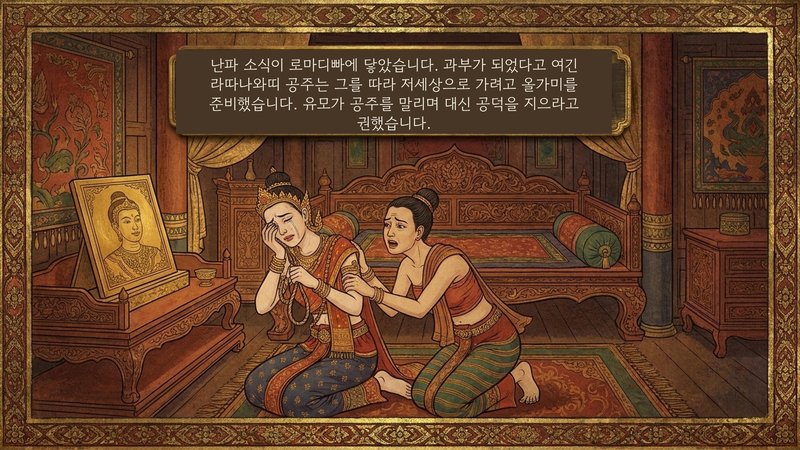 난파 소식이 로마디빠에 닿았습니다. 과부가 되었다고 여긴
라따나와띠 공주는 그를 따라 저세상으로 가려고 올가미를
준비했습니다. 유모가 공주를 말리며 대신 공덕을 지으라고
권했습니다.